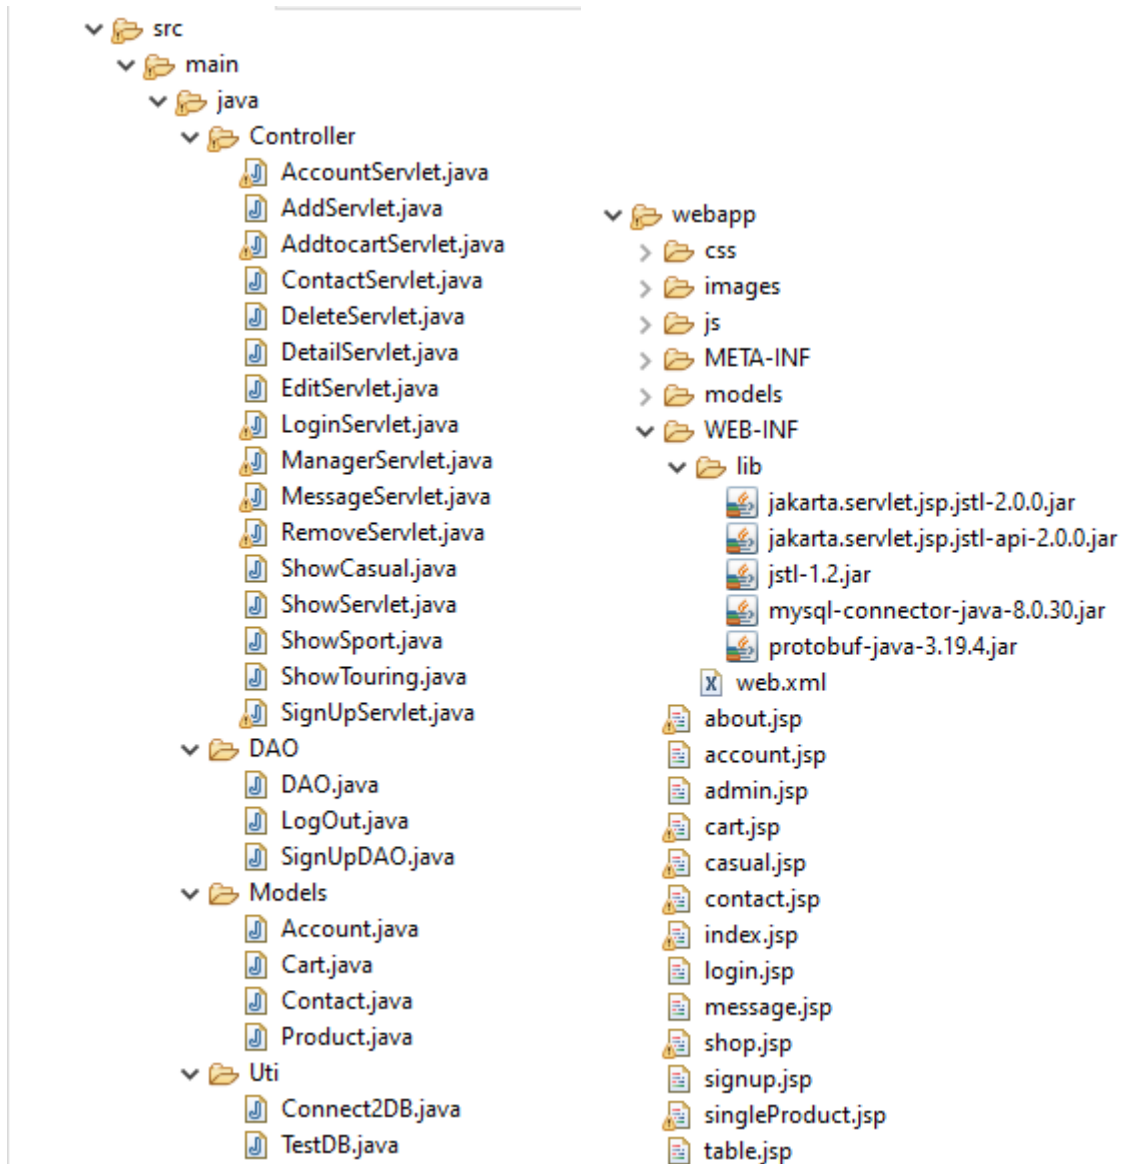 src
main
java
Controller
AccountServlet.java
AddServlet.java
AddtocartServlet.java
ContactServlet.java
DeleteServlet.java
DetailServlet.java
EditServlet.java
LoginServlet.java
ManagerServlet.java
MessageServlet.java
RemoveServlet.java
ShowCasual.java
ShowServlet.java
ShowSport.java
ShowTouring.java
SignUpServlet.java
DAO
DAO.java
LogOut.java
SignUpDAO.java
Models
Account.java
Cart.java
Contact.java
Product.java
Uti
Connect2DB.java
TestDB.java
webapp
css
images
js
META-INF
models
WEB-INF
lib
jakarta.servlet.jsp.jstl-2.0.0.jar
jakarta.servlet.jsp.jstl-api-2.0.0.jar
jstl-1.2.jar
mysql-connector-java-8.0.30.jar
protobuf-java-3.19.4.jar
web.xml
about.jsp
account.jsp
admin.jsp
cart.jsp
casual.jsp
contact.jsp
index.jsp
login.jsp
message.jsp
shop.jsp
signup.jsp
singleProduct.jsp
table.jsp